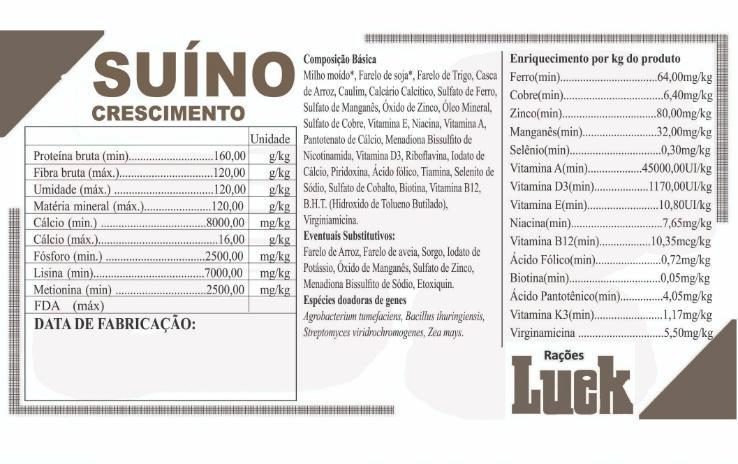 SUÍNO
CRESCIMENTO
Unidade
Proteína bruta (min)......................160,00 g/kg
Fibra bruta (máx.).........................120,00 g/kg
Umidade (máx.) ............................120,00 g/kg
Matéria mineral (máx.)..................120,00 g/kg
Cálcio (min.) ................................8000,00 mg/kg
Cálcio (máx.)...................................16,00 g/kg
Fósforo (min.) ..............................2500,00 mg/kg
Lisina (min)...................................7000,00 mg/kg
Metionina (min) ............................2500,00 mg/kg
FDA (máx)
DATA DE FABRICAÇÃO:
Composição Básica
Milho moído*, Farelo de soja*, Farelo de Trigo, Casca
de Arroz, Caulim, Calcário Calcítico, Sulfato de Ferro,
Sulfato de Manganês, Óxido de Zinco, Óleo Mineral,
Sulfato de Cobre, Vitamina E, Niacina, Vitamina A,
Pantotenato de Cálcio, Menadiona Bissulfito de
Nicotinamida, Vitamina D3, Riboflavina, Iodato de
Cálcio, Piridoxina, Ácido fólico, Tiamina, Selenito de
Sódio, Sulfato de Cobalto, Biotina, Vitamina B12,
B.H.T. (Hidroxido de Tolueno Butilado),
Virginiamicina.
Eventuais Substitutivos:
Farelo de Arroz, Farelo de aveia, Sorgo, Iodato de
Potássio, Óxido de Manganês, Sulfato de Zinco,
Menadiona Bissulfito de Sódio, Etoxiquin.
Espécies doadoras de genes
Agrobacterium tumefaciens, Bacillus thuringiensis,
Streptomyces viridrochromogenes, Zea mays.
Enriquecimento por kg do produto
Ferro(min)........................64,00mg/kg
Cobre(min).........................6,40mg/kg
Zinco(min)........................80,00mg/kg
Manganês(min)..................32,00mg/kg
Selênio(min).......................0,30mg/kg
Vitamina A(min)..............45000,00UI/kg
Vitamina D3(min).............1170,00UI/kg
Vitamina E(min)................10,80UI/kg
Niacina(min).......................7,65mg/kg
Vitamina B12(min)...........10,35mcg/kg
Ácido Fólico(min)................0,72mg/kg
Biotina(min).......................0,05mg/kg
Ácido Pantotênico(min).......4,05mg/kg
Vitamina K3(min)...............1,17mg/kg
Virginamicina .....................5,50mg/kg
Rações
Luek